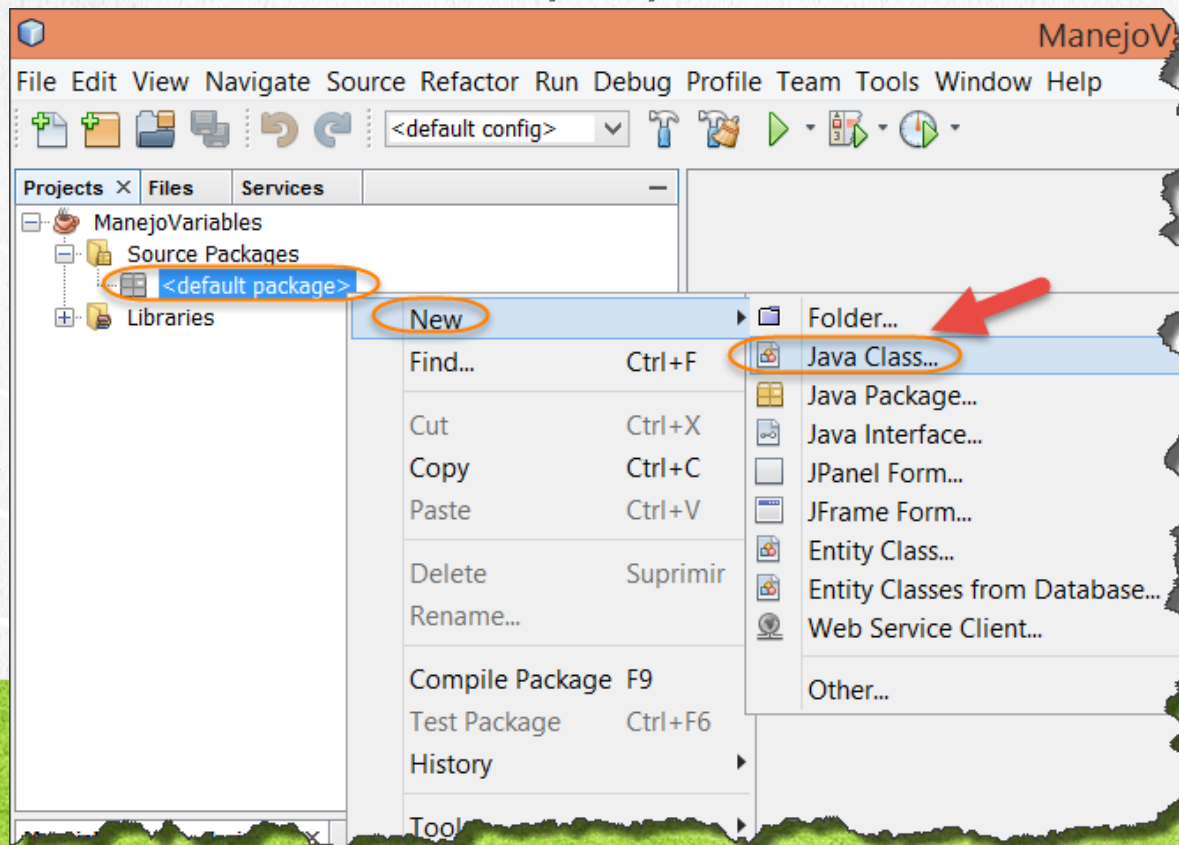 ManejoV
File Edit View Navigate Source Refactor Run Debug Profile Team Tools Window Help
<default config>
Projects Files Services
ManejoVariables
Source Packages
<default package>
Libraries
New
Find... Ctrl+F
Cut Ctrl+X
Copy Ctrl+C
Paste Ctrl+V
Delete Suprimir
Rename...
Compile Package F9
Test Package Ctrl+F6
History
Tool
Folder...
Java Class...
Java Package...
Java Interface...
JPanel Form...
JFrame Form...
Entity Class...
Entity Classes from Database...
Web Service Client...
Other...